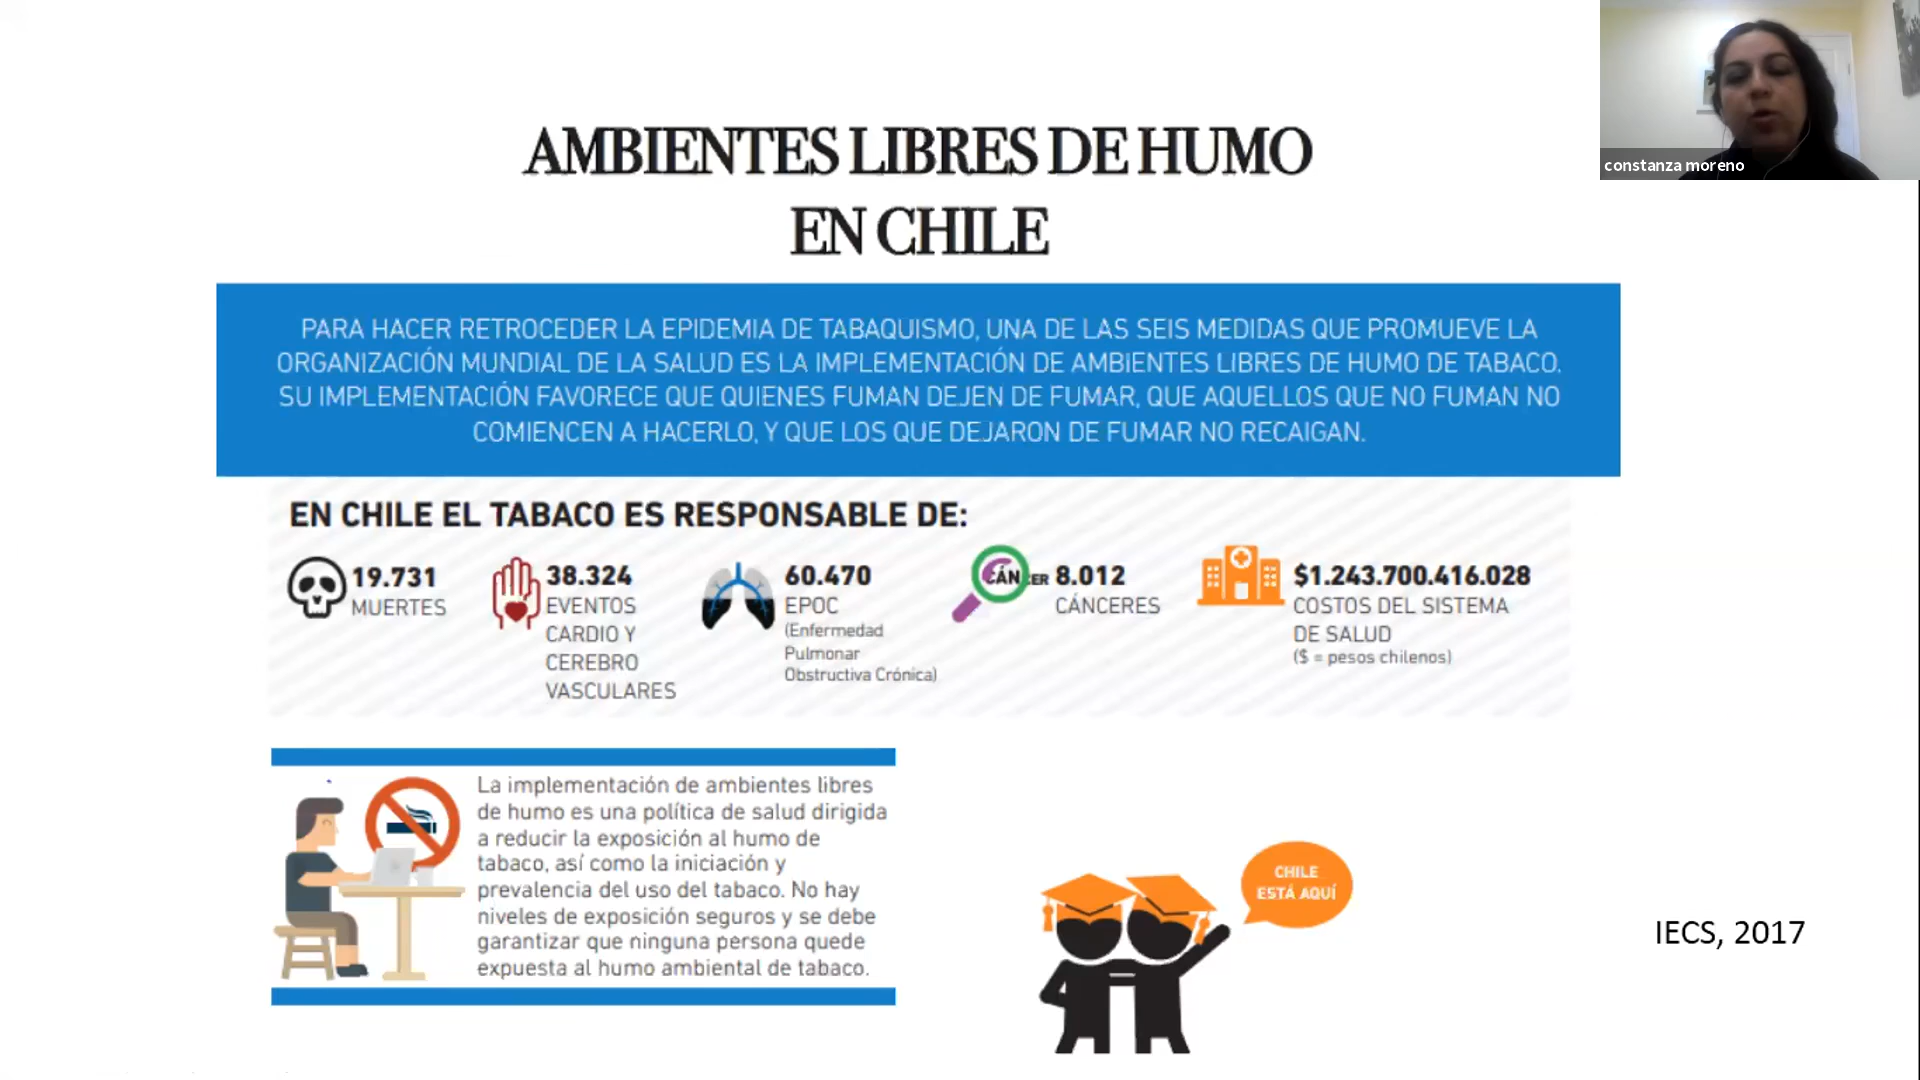 constanza moreno
AMBIENTES LIBRES DE HUMO
EN CHILE
PARA HACER RETROCEDER LA EPIDEMIA DE TABAQUISMO, UNA DE LAS SEIS MEDIDAS QUE PROMUEVE LA
ORGANIZACIÓN MUNDIAL DE LA SALUD ES LA IMPLEMENTACIÓN DE AMBIENTES LIBRES DE HUMO DE TABACO.
SU IMPLEMENTACIÓN FAVORECE QUE QUIENES FUMAN DEJEN DE FUMAR, QUE AQUELLOS QUE NO FUMAN NO
COMIENCEN A HACERLO, Y QUE LOS QUE DEJARON DE FUMAR NO RECAIGAN.
EN CHILE EL TABACO ES RESPONSABLE DE:
19.731
MUERTES
38.324
EVENTOS
CARDIO Y
CEREBRO
VASCULARES
60.470
EPOC
(Enfermedad
Pulmonar
Obstructiva Crónica)
CÁNCER
8.012
CÁNCERES
$1.243.700.416.028
COSTOS DEL SISTEMA
DE SALUD
($ = pesos chilenos)
La implementación de ambientes libres
de humo es una política de salud dirigida
a reducir la exposición al humo de
tabaco, así como la iniciación y
prevalencia del uso del tabaco. No hay
niveles de exposición seguros y se debe
garantizar que ninguna persona quede
expuesta al humo ambiental de tabaco.
CHILE
ESTÁ AQUÍ
IECS, 2017